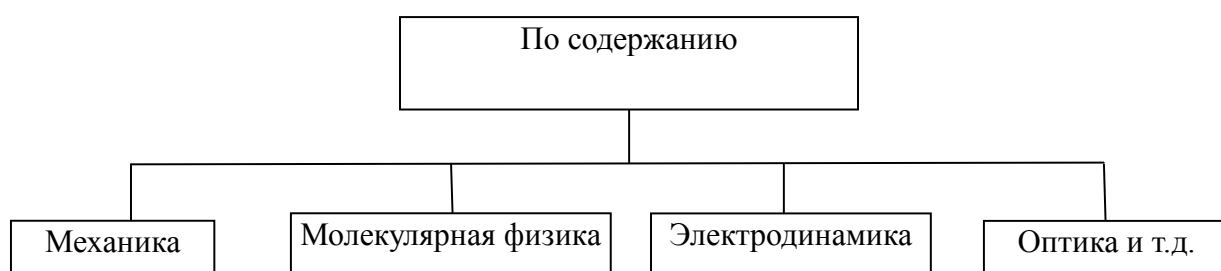 По содержанию
Механика
Молекулярная физика
Электродинамика
Оптика и т.д.